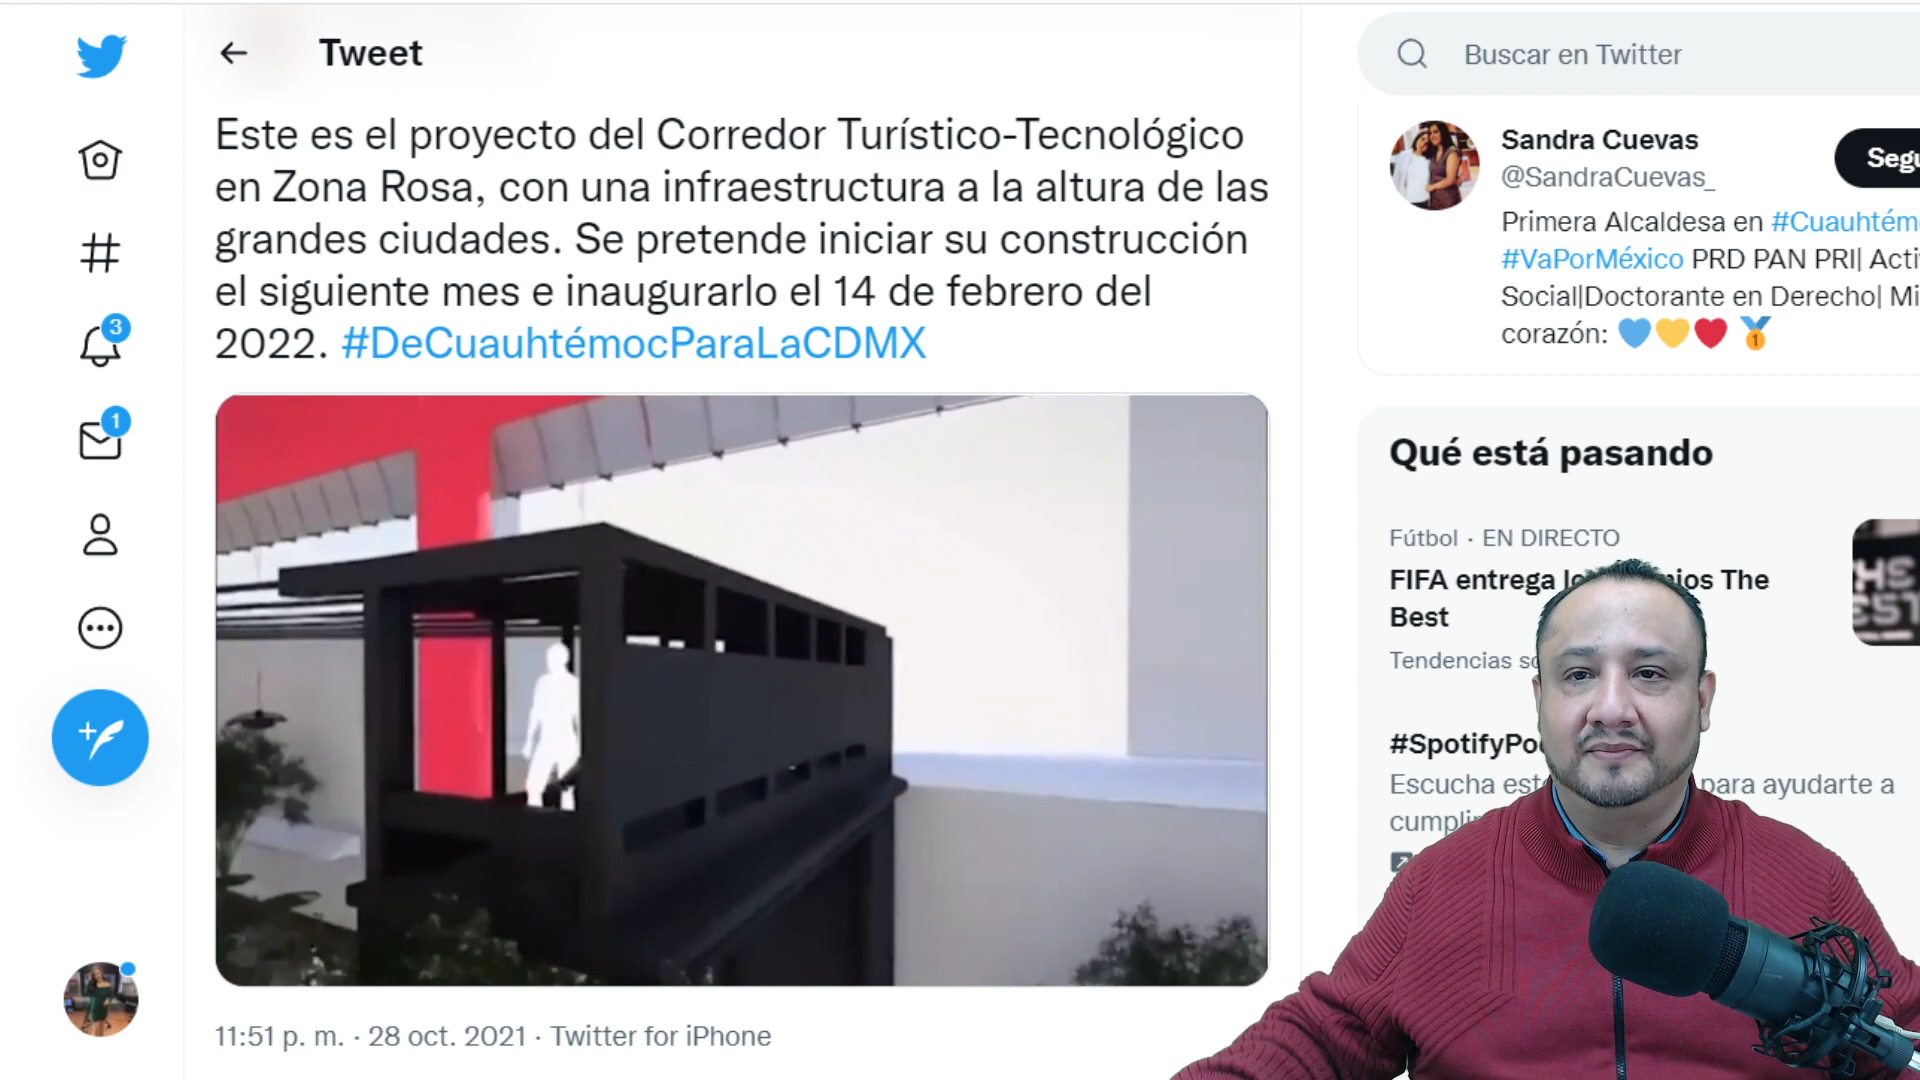 Tweet
Este es el proyecto del Corredor Turístico-Tecnológico
en Zona Rosa, con una infraestructura a la altura de las
grandes ciudades. Se pretende iniciar su construcción
el siguiente mes e inaugurarlo el 14 de febrero del
2022. #DeCuauhtémocParaLaCDMX
11:51 p. m. · 28 oct. 2021 · Twitter for iPhone
3
1
Buscar en Twitter
Sandra Cuevas
@SandraCuevas_
Primera Alcaldesa en
#VaPorMéxico PRD PAN PRI|
Social|Doctorante en Derecho|
corazón:
Qué está pasando
Fútbol · EN DIRECTO
FIFA entrega The
Best
Tendencias
Escucha para ayudarte a